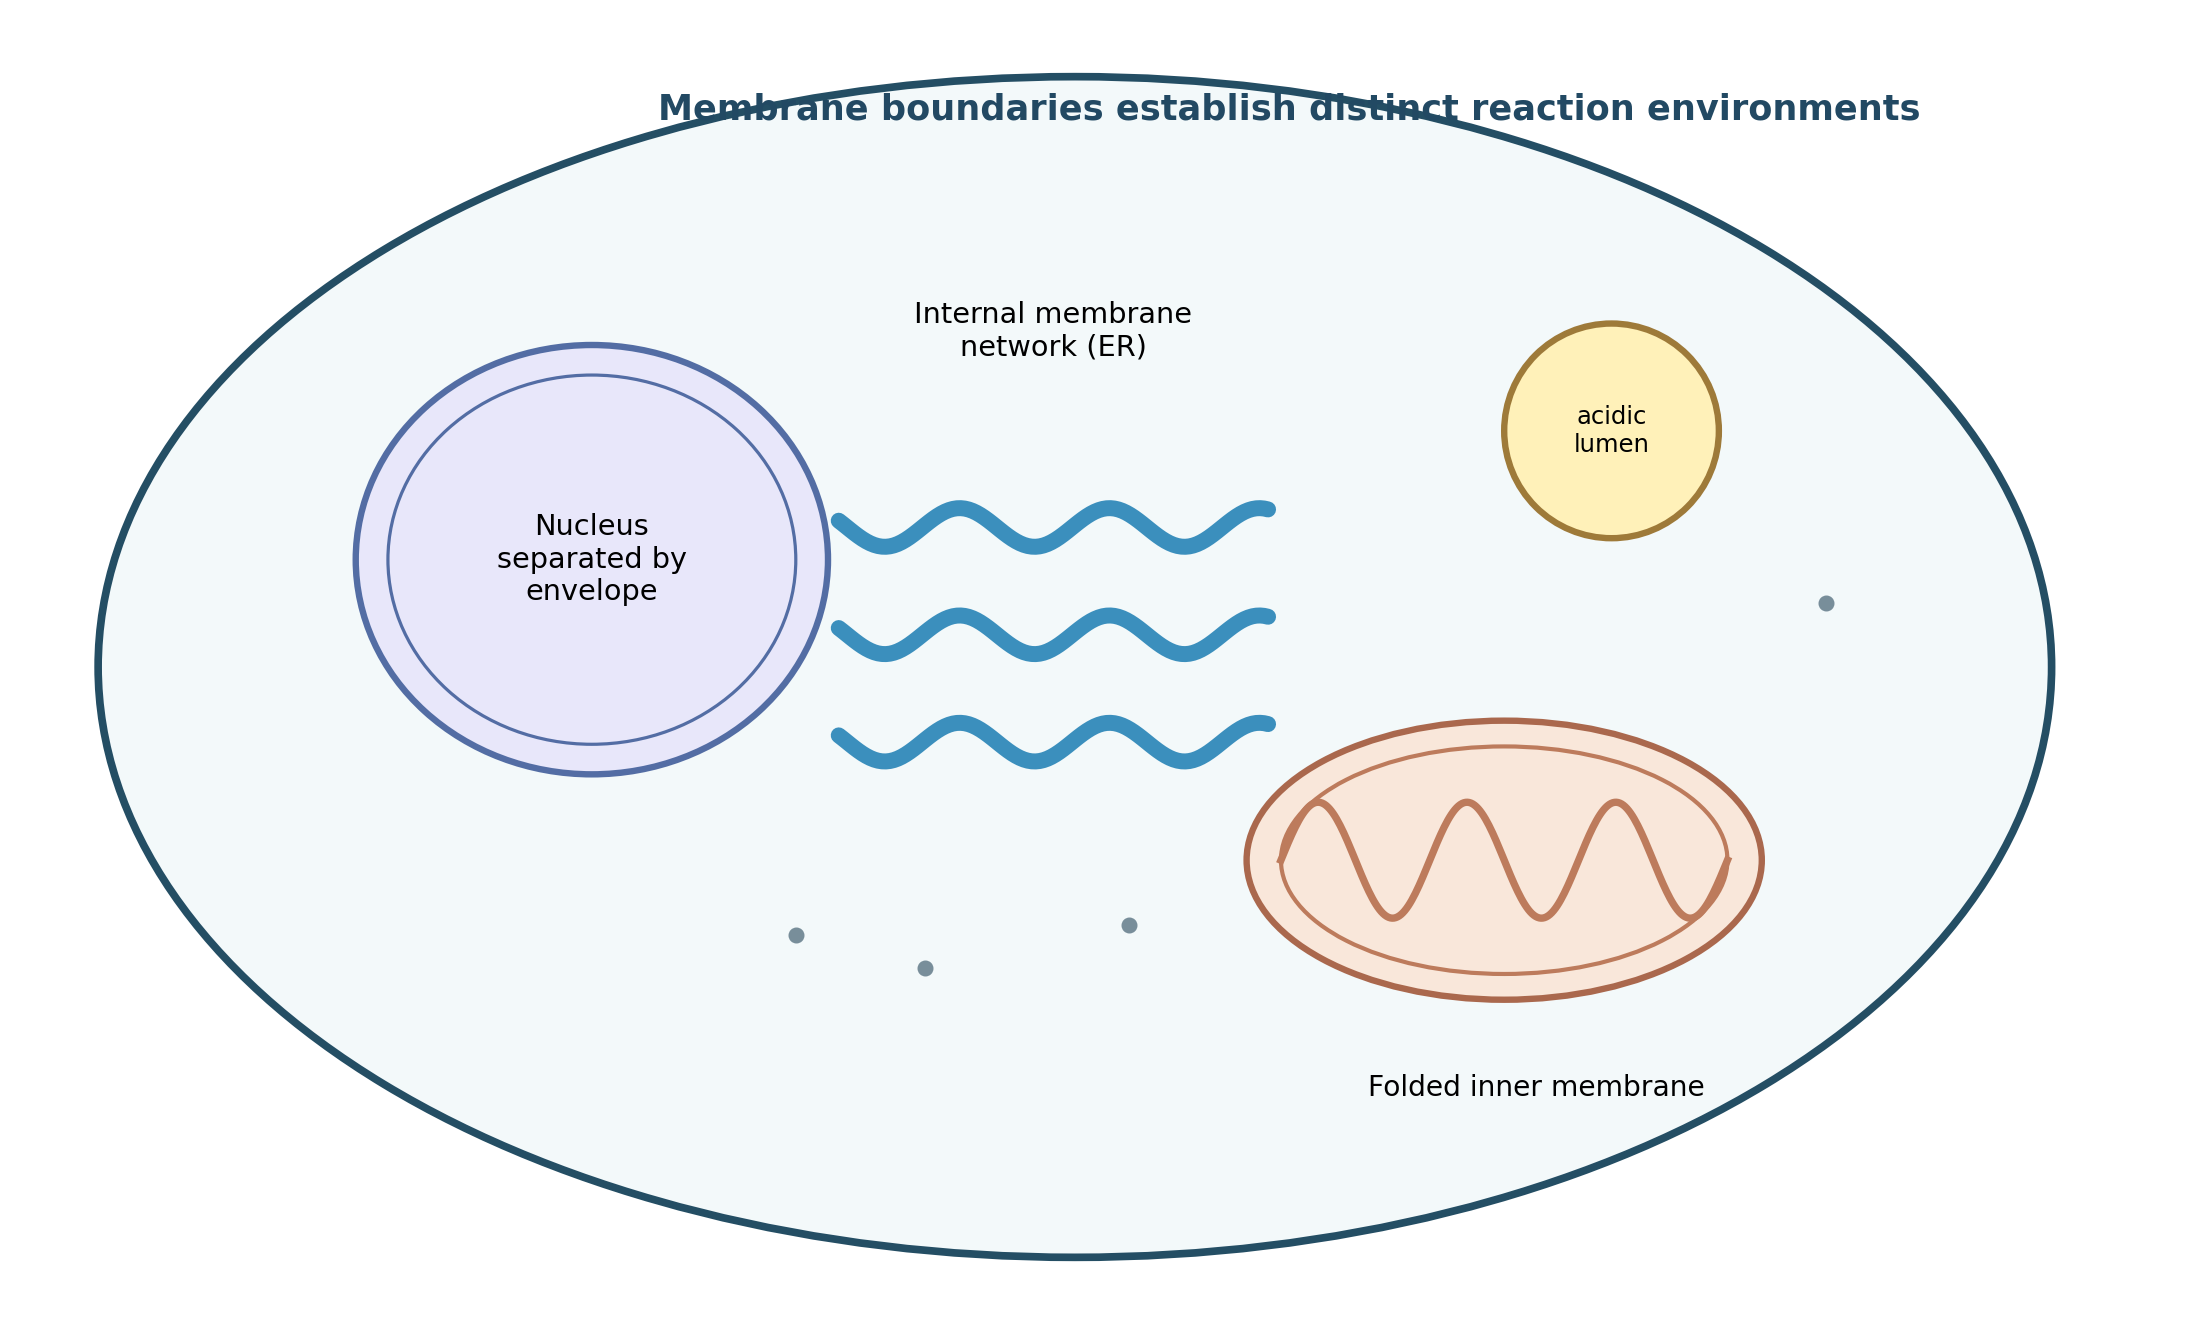 Membrane boundaries establish distinct reaction environments
Internal membrane
network (ER)
acidic
lumen
Nucleus
separated by
envelope
Folded inner membrane